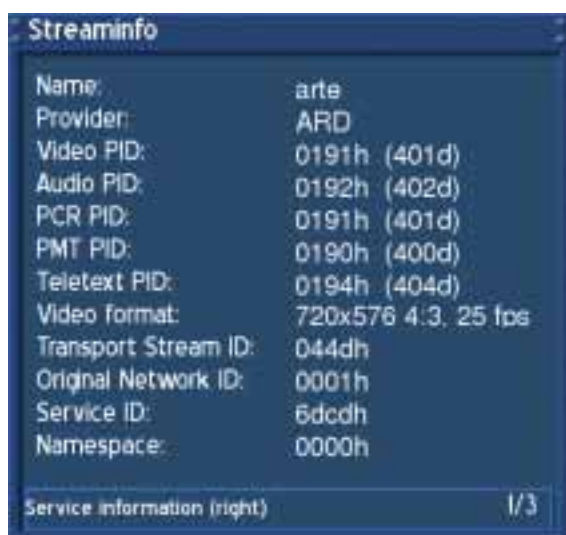 Streaminfo
Name: arte
Provider: ARD
Video PID: 0191h (401d)
Audio PID: 0192h (402d)
PCR PID: 0191h (401d)
PMT PID: 0190h (400d)
Teletext PID: 0194h (404d)
Video format: 720x576 4:3, 25 fps
Transport Stream ID: 044dh
Original Network ID: 0001h
Service ID: 6dcdh
Namespace: 0000h
Service information (right) 1/3